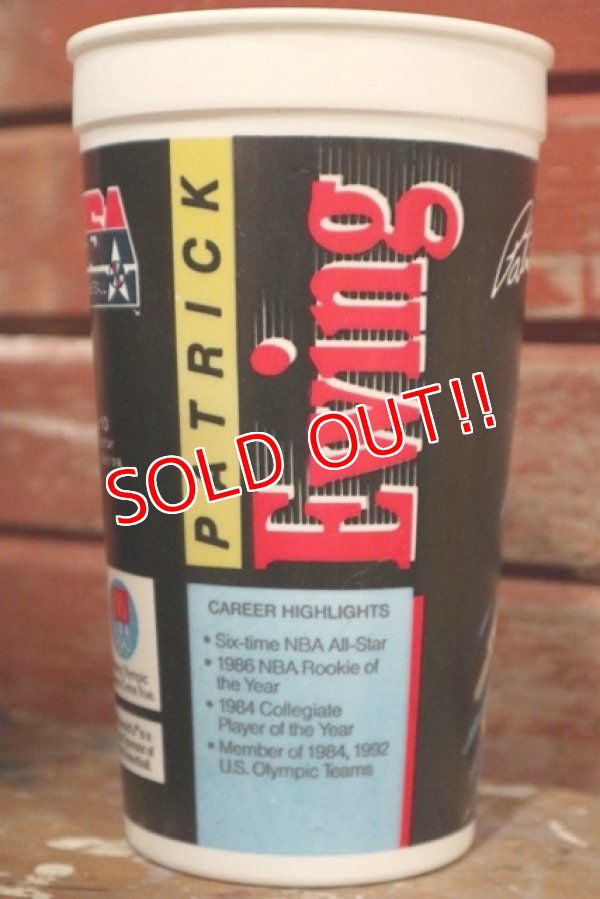 PATRICK
Ewing
SOLD OUT!!
CAREER HIGHLIGHTS
• Six-time NBA All-Star
• 1986 NBA Rookie of
the Year
• 1984 Collegiate
Player of the Year
• Member of 1984, 1992
U.S. Olympic Teams